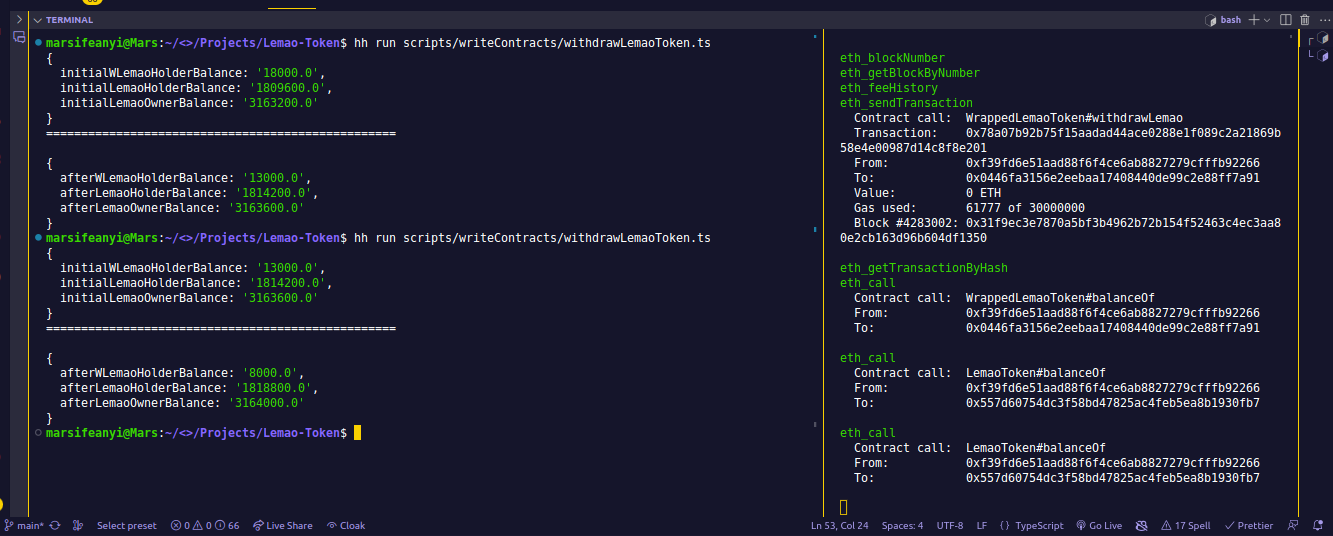 TERMINAL
bash
marsifeanyi@Mars:~/<>/Projects/Lemao-Token$ hh run scripts/writeContracts/withdrawLemaoToken.ts
{
initialWLemaoHolderBalance: '18000.0',
initialLemaoHolderBalance: '1809600.0',
initialLemaoOwnerBalance: '3163200.0'
}
==================================================
{
afterWLemaoHolderBalance: '13000.0',
afterLemaoHolderBalance: '1814200.0',
afterLemaoOwnerBalance: '3163600.0'
}
marsifeanyi@Mars:~/<>/Projects/Lemao-Token$ hh run scripts/writeContracts/withdrawLemaoToken.ts
{
initialWLemaoHolderBalance: '13000.0',
initialLemaoHolderBalance: '1814200.0',
initialLemaoOwnerBalance: '3163600.0'
}
==================================================
{
afterWLemaoHolderBalance: '8000.0',
afterLemaoHolderBalance: '1818800.0',
afterLemaoOwnerBalance: '3164000.0'
}
marsifeanyi@Mars:~/<>/Projects/Lemao-Token$
eth_blockNumber
eth_getBlockByNumber
eth_feeHistory
eth_sendTransaction
Contract call: WrappedLemaoToken#withdrawLemao
Transaction: 0x78a07b92b75f15aadad44ace0288e1f089c2a21869b
58e4e00987d14c8f8e201
From: 0xf39fd6e51aad88f6f4ce6ab8827279cfffb92266
To: 0x0446fa3156e2eebaa17408440de99c2e88ff7a91
Value: 0 ETH
Gas used: 61777 of 30000000
Block #4283002: 0x31f9ec3e7870a5bf3b4962b72b154f52463c4ec3aa8
0e2cb163d96b604df1350
eth_getTransactionByHash
eth_call
Contract call: WrappedLemaoToken#balanceOf
From: 0xf39fd6e51aad88f6f4ce6ab8827279cfffb92266
To: 0x0446fa3156e2eebaa17408440de99c2e88ff7a91
eth_call
Contract call: LemaoToken#balanceOf
From: 0xf39fd6e51aad88f6f4ce6ab8827279cfffb92266
To: 0x557d60754dc3f58bd47825ac4feb5ea8b1930fb7
eth_call
Contract call: LemaoToken#balanceOf
From: 0xf39fd6e51aad88f6f4ce6ab8827279cfffb92266
To: 0x557d60754dc3f58bd47825ac4feb5ea8b1930fb7
main* Select preset 0 0 66 Live Share Cloak Ln 53, Col 24 Spaces: 4 UTF-8 LF {} TypeScript Go Live 17 Spell Prettier